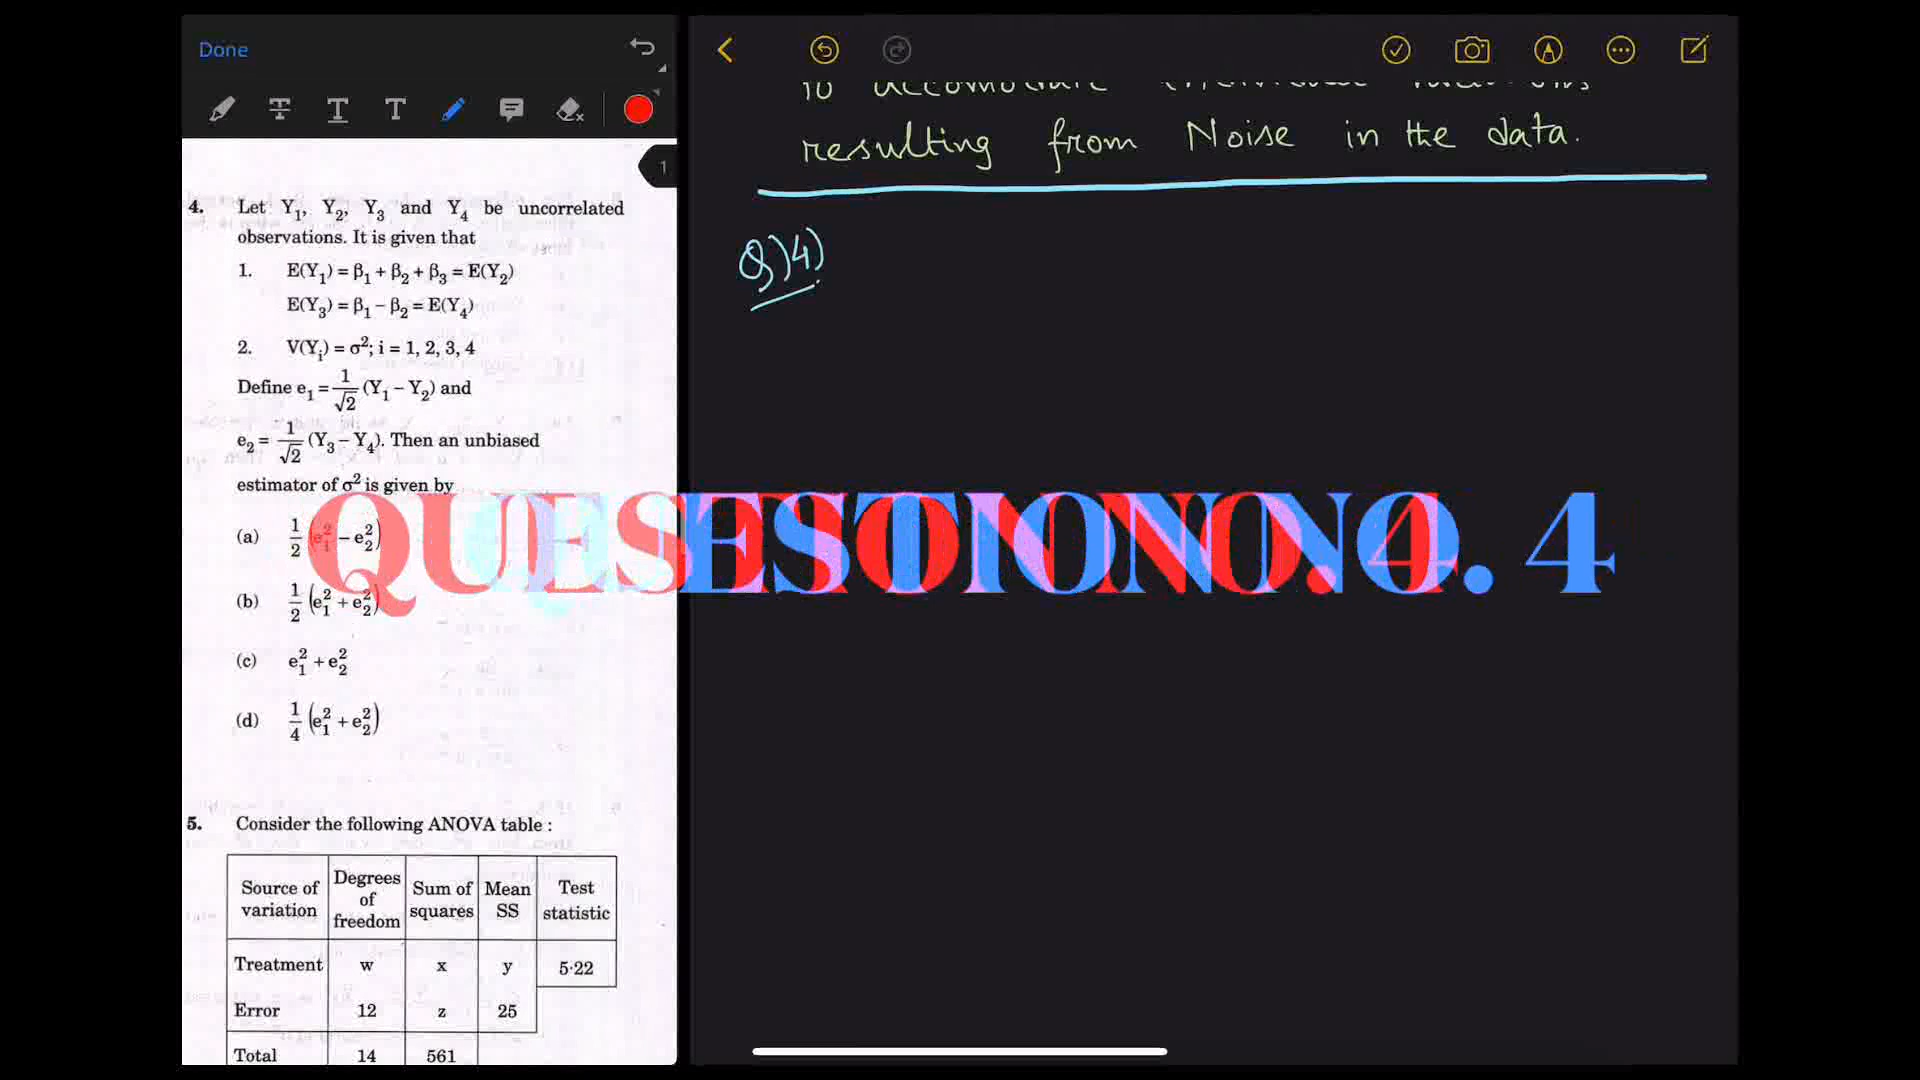 Done
1
4. Let Y₁, Y₂, Y₃ and Y₄ be uncorrelated
observations. It is given that
1. E(Y₁) = β₁ + β₂ + β₃ = E(Y₂)
E(Y₃) = β₁ – β₂ = E(Y₄)
2. V(Yᵢ) = σ²; i = 1, 2, 3, 4
Define e₁ = 1/√2 (Y₁ – Y₂) and
e₂ = 1/√2 (Y₃ – Y₄). Then an unbiased
estimator of σ² is given by
(a) 1/2 (e₁² – e₂²)
(b) 1/2 (e₁² + e₂²)
(c) e₁² + e₂²
(d) 1/4 (e₁² + e₂²)
5. Consider the following ANOVA table :
Source of variation | Degrees of freedom | Sum of squares | Mean SS | Test statistic
Treatment | w | x | y | 5·22
Error | 12 | z | 25
Total | 14 | 561
resulting from Noise in the data.
Q)4)
QUESTION NO. 4